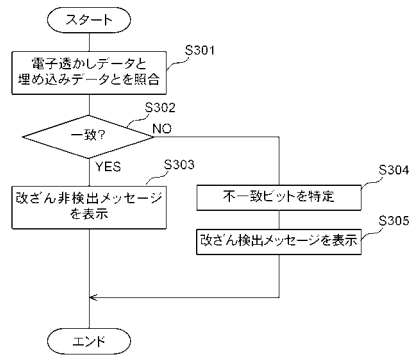 スタート
S301
電子透かしデータと
埋め込みデータとを照合
S302
一致?
NO
YES
S303
改ざん非検出メッセージ
を表示
S304
不一致ビットを特定
S305
改ざん検出メッセージを表示
エンド